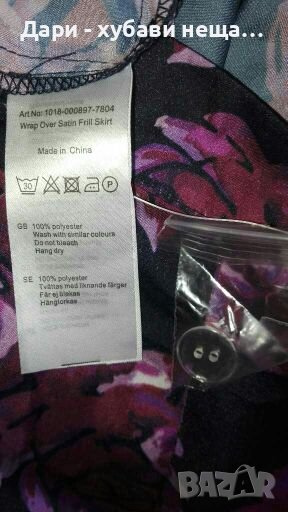 Дари - хубави неща...
Art No: 1018-000897-7804
Wrap Over Satin Frill Skirt
Made in China
30
P
GB 100% polyester
Wash with similar colours
Do not bleach
Hang dry
SE 100% polyester
Tvättas med liknande färger
Får ej blekas
Hängtorkas
BAZAR